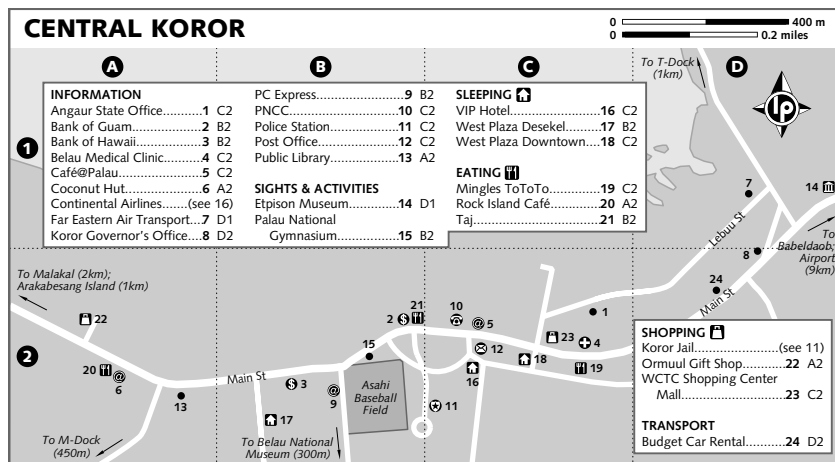 CENTRAL KOROR
0 400 m
0 0.2 miles
A B C D
To T-Dock
(1km)
lp
1
INFORMATION
Angaur State Office.......1 C2
Bank of Guam...............2 B2
Bank of Hawaii..............3 B2
Belau Medical Clinic.......4 C2
Café@Palau...................5 C2
Coconut Hut.................6 A2
Continental Airlines......(see 16)
Far Eastern Air Transport..7 D1
Koror Governor's Office..8 D2
PC Express.....................9 B2
PNCC..........................10 C2
Police Station...............11 C2
Post Office...................12 C2
Public Library...............13 A2
SIGHTS & ACTIVITIES
Etpison Museum...........14 D1
Palau National
Gymnasium..............15 B2
SLEEPING
VIP Hotel.....................16 C2
West Plaza Desekel.......17 B2
West Plaza Downtown...18 C2
EATING
Mingles ToToTo............19 C2
Rock Island Café...........20 A2
Taj..............................21 B2
7
14
Lebuu St
8
To
Babeldaob;
Airport
(9km)
24
Main St
To Malakal (2km);
Arakabesang Island (1km)
22
2
20
@
6
13
Main St
$ 3
17
@
9
15
2 $
21
Asahi
Baseball
Field
11
10
@ 5
12
16
18
23
4
1
19
To M-Dock
(450m)
To Belau National
Museum (300m)
SHOPPING
Koror Jail.....................(see 11)
Ormuul Gift Shop.........22 A2
WCTC Shopping Center
Mall..........................23 C2
TRANSPORT
Budget Car Rental.........24 D2